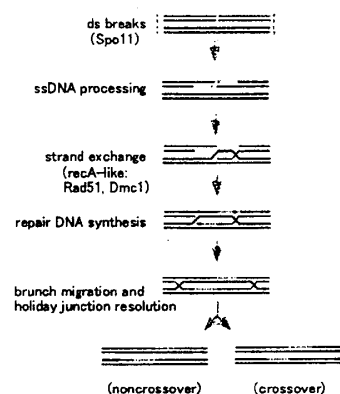 ds breaks
(Spo11)
ssDNA processing
strand exchange
(recA-like:
Rad51, Dmc1)
repair DNA synthesis
brunch migration and
holiday junction resolution
(noncrossover) (crossover)